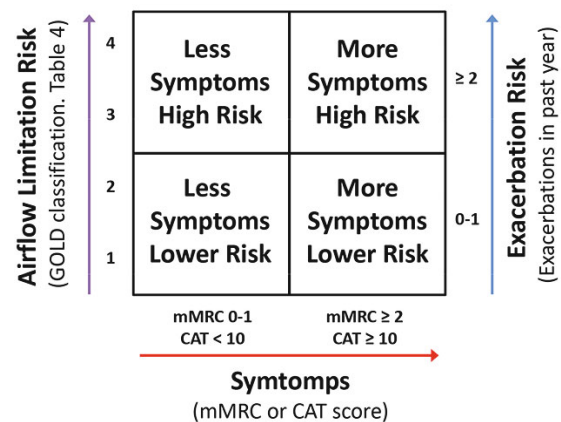 Airflow Limitation Risk
(GOLD classification. Table 4)
4
3
2
1
Less
Symptoms
High Risk
More
Symptoms
High Risk
Less
Symptoms
Lower Risk
More
Symptoms
Lower Risk
≥ 2
0-1
Exacerbation Risk
(Exacerbations in past year)
mMRC 0-1
CAT < 10
mMRC ≥ 2
CAT ≥ 10
Symtomps
(mMRC or CAT score)